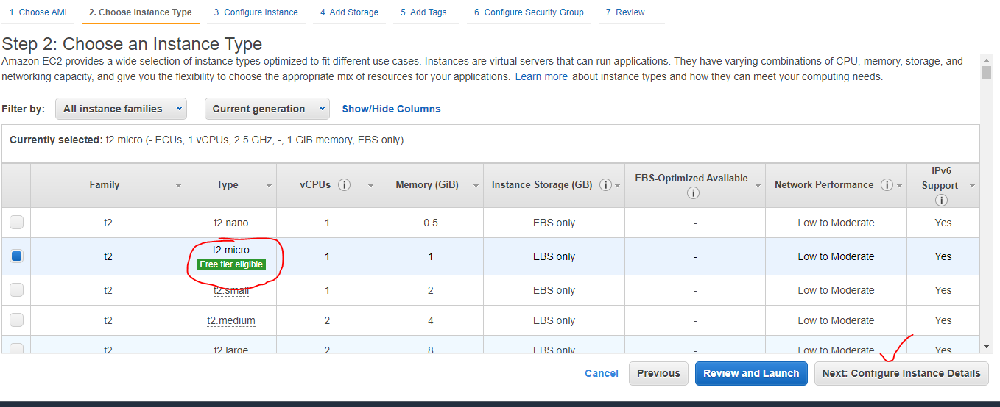 1. Choose AMI 2. Choose Instance Type 3. Configure Instance 4. Add Storage 5. Add Tags 6. Configure Security Group 7. Review
Step 2: Choose an Instance Type
Amazon EC2 provides a wide selection of instance types optimized to fit different use cases. Instances are virtual servers that can run applications. They have varying combinations of CPU, memory, storage, and
networking capacity, and give you the flexibility to choose the appropriate mix of resources for your applications. Learn more about instance types and how they can meet your computing needs.
Filter by: All instance families Current generation Show/Hide Columns
Currently selected: t2.micro (- ECUs, 1 vCPUs, 2.5 GHz, -, 1 GiB memory, EBS only)
Family Type vCPUs Memory (GiB) Instance Storage (GB) EBS-Optimized Available Network Performance IPv6 Support
t2 t2.nano 1 0.5 EBS only - Low to Moderate Yes
t2 t2.micro 1 1 EBS only - Low to Moderate Yes
Free tier eligible
t2 t2.small 1 2 EBS only - Low to Moderate Yes
t2 t2.medium 2 4 EBS only - Low to Moderate Yes
t2 t2.large 2 8 EBS only - Low to Moderate Yes
Cancel Previous Review and Launch Next: Configure Instance Details